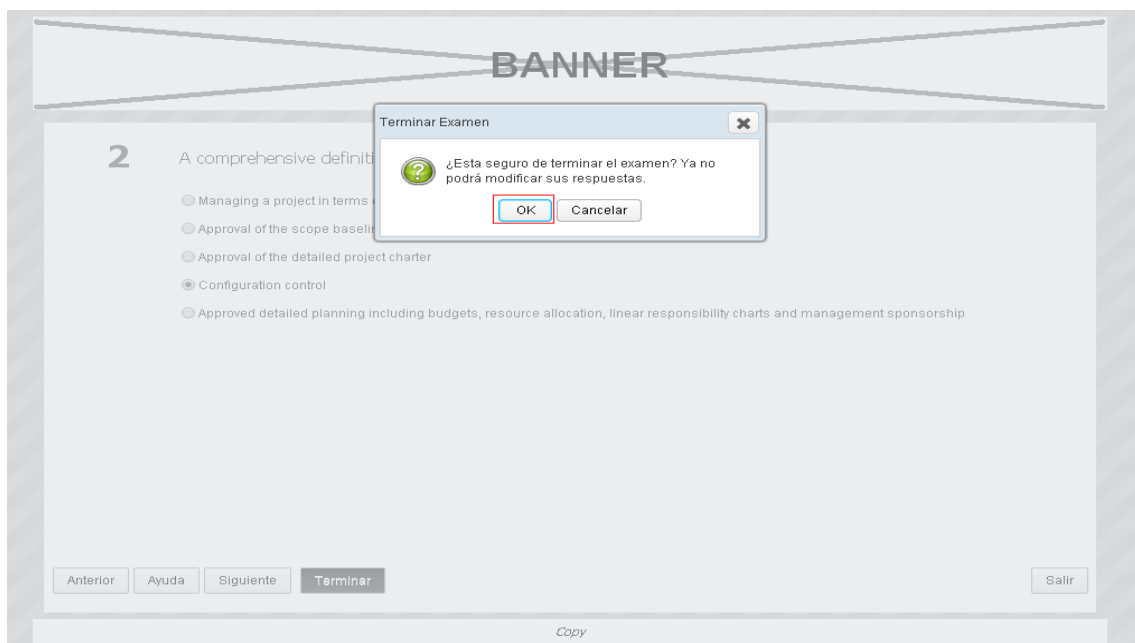 BANNER
Terminar Examen
¿Esta seguro de terminar el examen? Ya no
podrá modificar sus respuestas.
OK Cancelar
2 A comprehensive definiti
Managing a project in terms
Approval of the scope baselin
Approval of the detailed project charter
Configuration control
Approved detailed planning including budgets, resource allocation, linear responsibility charts and management sponsorship
Anterior Ayuda Siguiente Terminar Salir
Copy